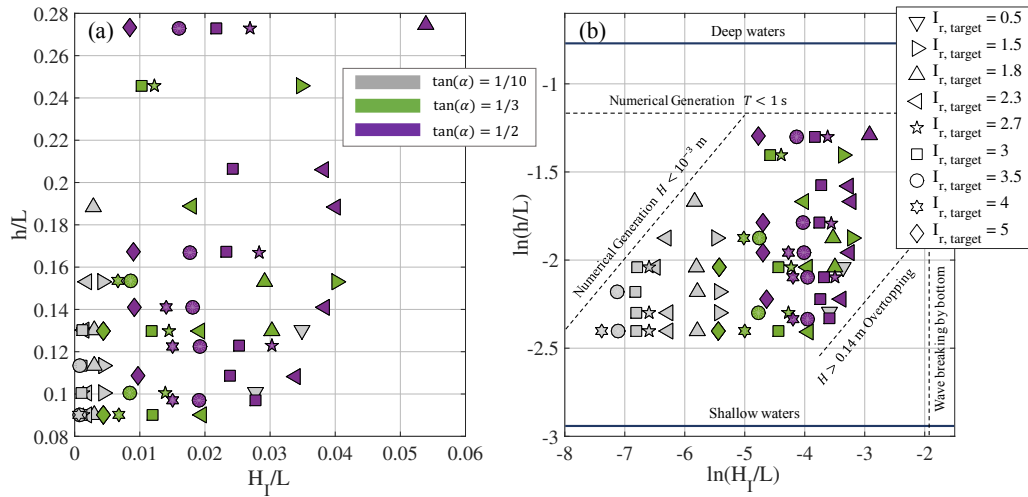 (a)
h/L
0.28
0.26
0.24
0.22
0.2
0.18
0.16
0.14
0.12
0.1
0.08
0
0.01
0.02
0.03
0.04
0.05
0.06
H_I/L
tan(α) = 1/10
tan(α) = 1/3
tan(α) = 1/2
(b)
ln(h/L)
-0.5
-1
-1.5
-2
-2.5
-3
-8
-7
-6
-5
-4
-3
-2
ln(H_I/L)
Deep waters
Numerical Generation T < 1 s
Numerical Generation H < 10⁻³ m
H > 0.14 m Overtopping
Wave breaking by bottom
Shallow waters
I_r, target = 0.5
I_r, target = 1.5
I_r, target = 1.8
I_r, target = 2.3
I_r, target = 2.7
I_r, target = 3
I_r, target = 3.5
I_r, target = 4
I_r, target = 5